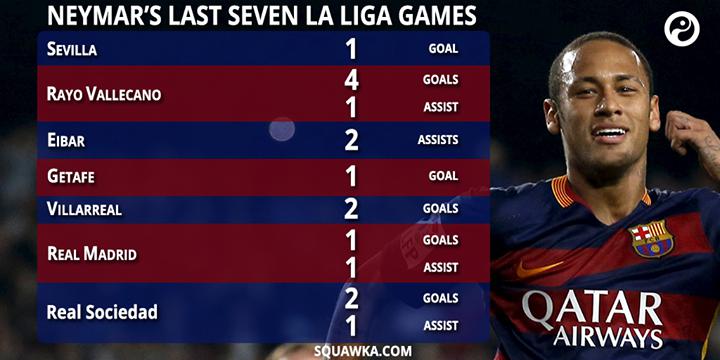 NEYMAR'S LAST SEVEN LA LIGA GAMES
SEVILLA 1 GOAL
RAYO VALLECANO 4 GOALS
1 ASSIST
EIBAR 2 ASSISTS
GETAFE 1 GOAL
VILLARREAL 2 GOALS
REAL MADRID 1 GOALS
1 ASSIST
Real Sociedad 2 GOALS
1 ASSIST
SQUAWKA.COM
QATAR
AIRWAYS